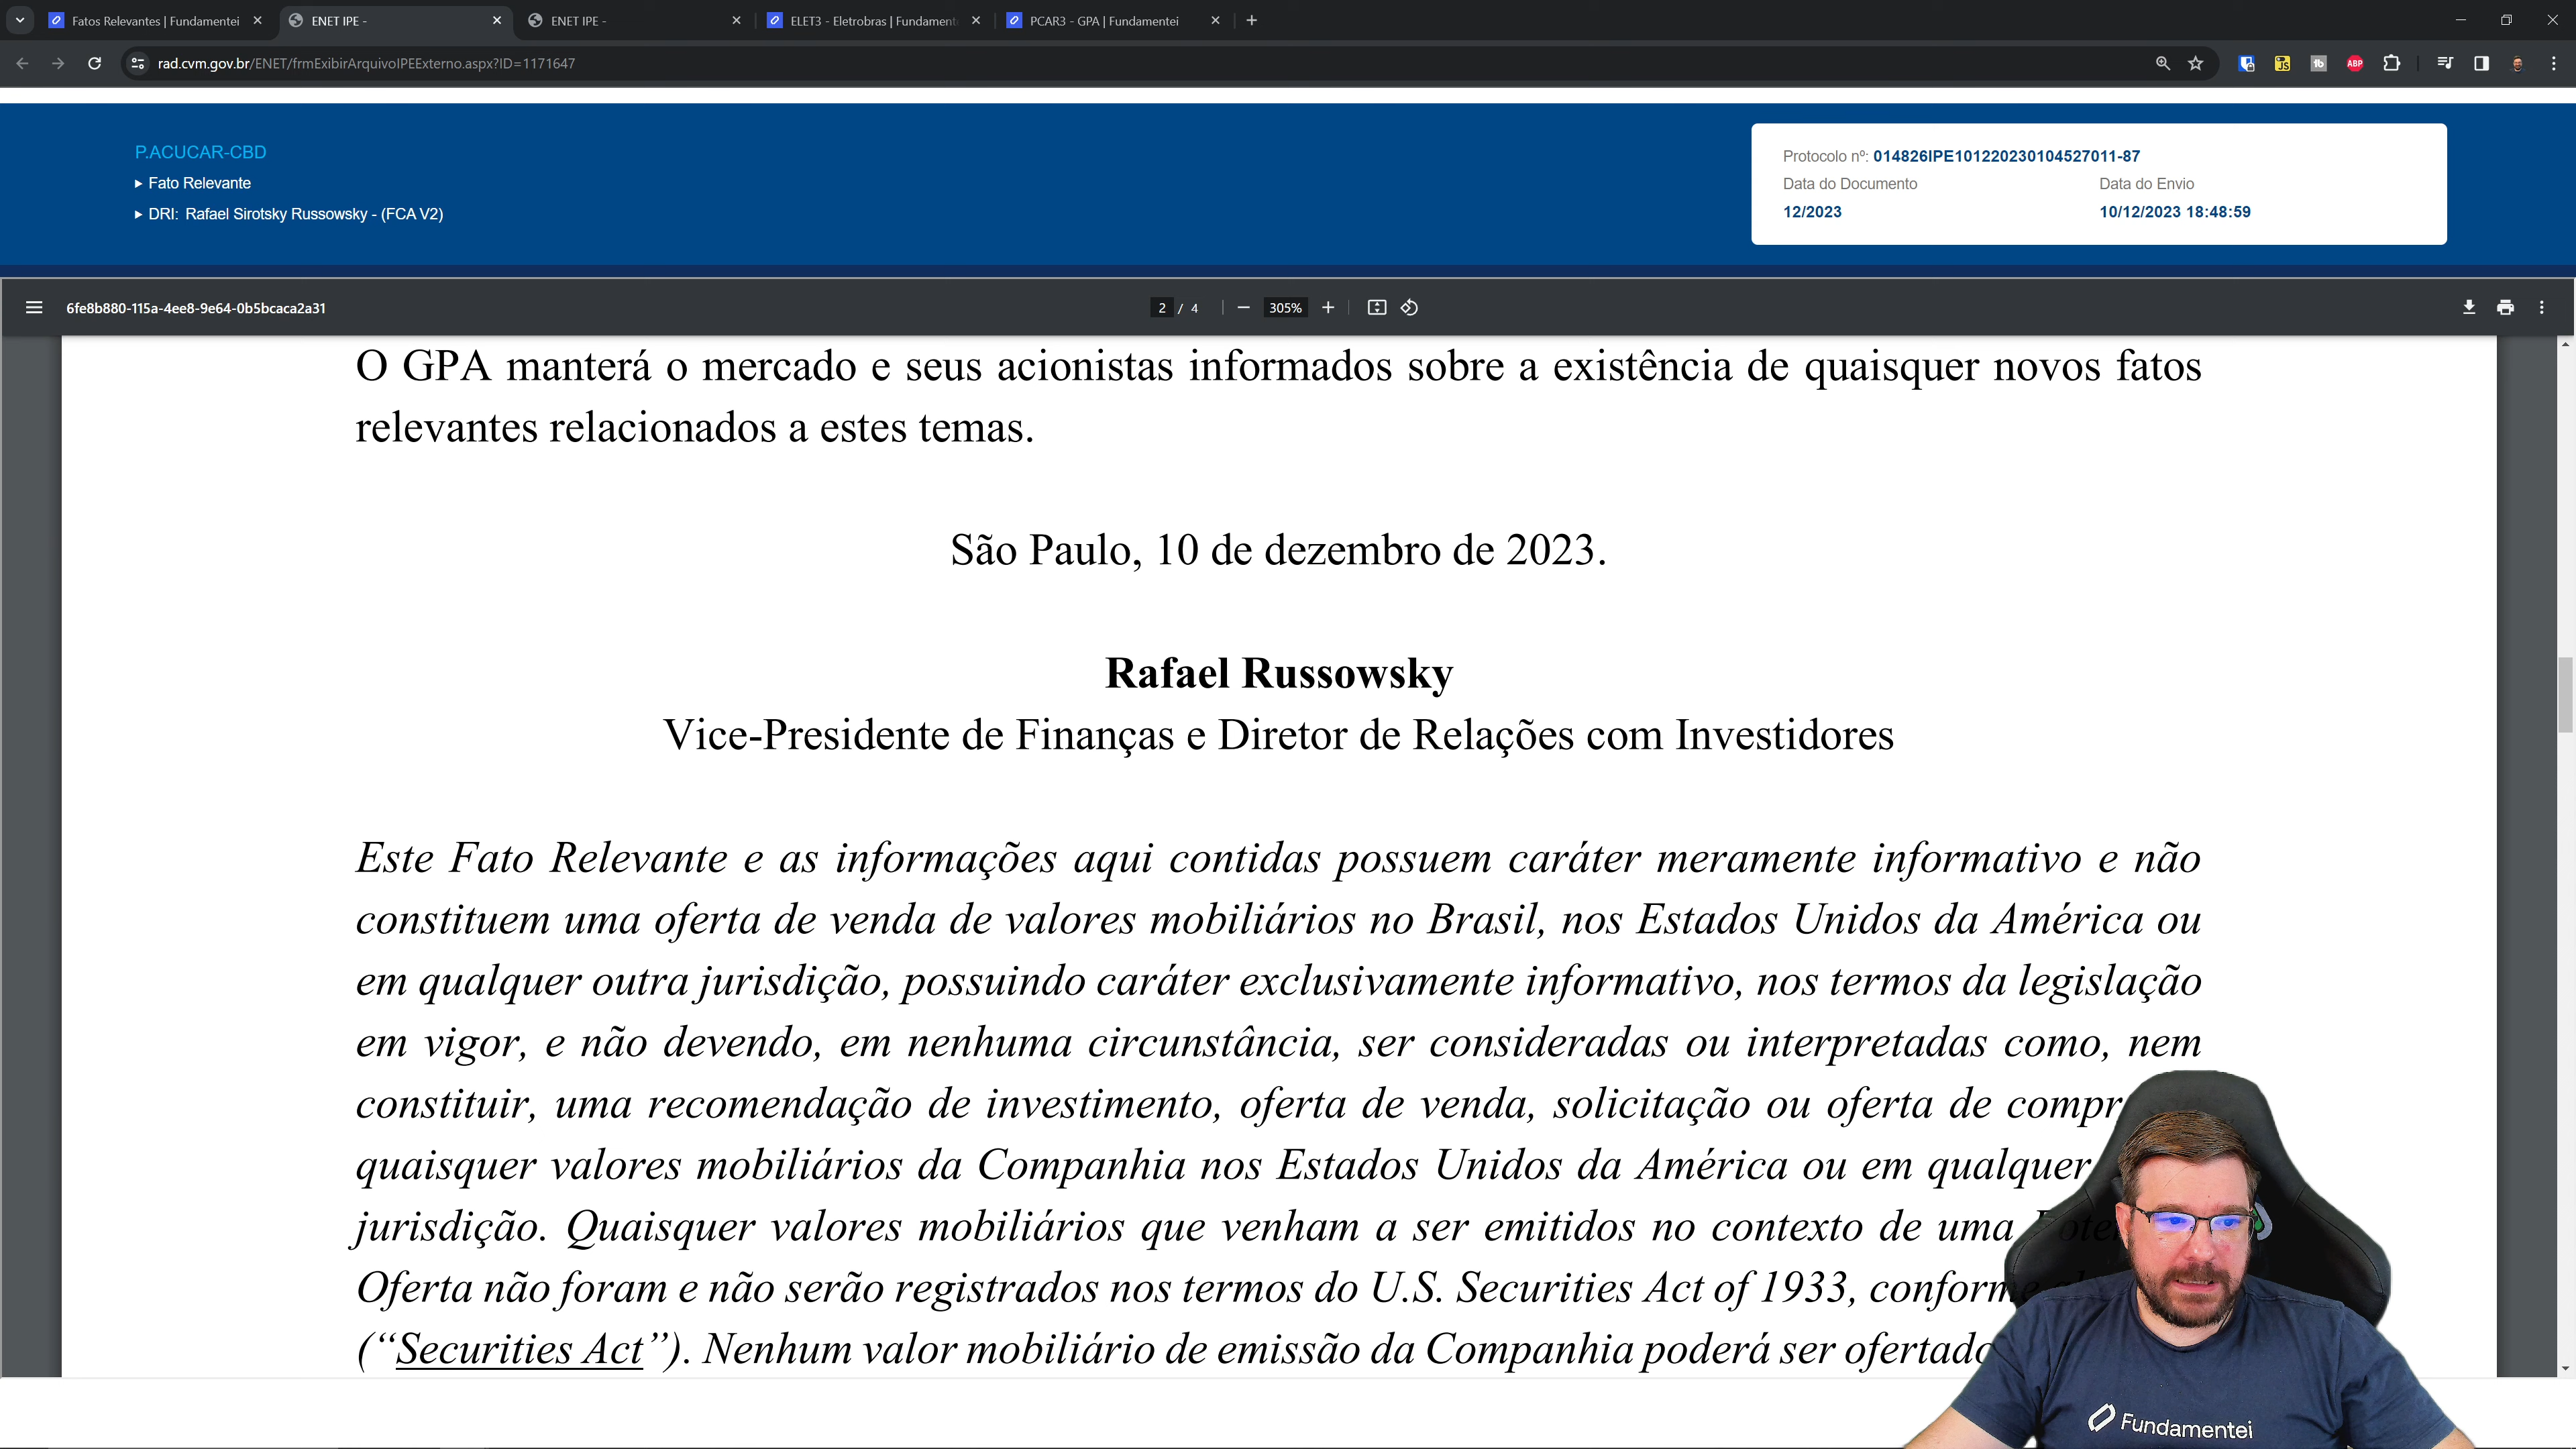 Fatos Relevantes | Fundamentei
ENET IPE -
ENET IPE -
ELET3 - Eletrobras | Fundament
PCAR3 - GPA | Fundamentei
rad.cvm.gov.br/ENET/frmExibirArquivoIPEExterno.aspx?ID=1171647
JS
tb
ABP
P.ACUCAR-CBD
Fato Relevante
DRI: Rafael Sirotsky Russowsky - (FCA V2)
Protocolo nº: 014826IPE101220230104527011-87
Data do Documento Data do Envio
12/2023 10/12/2023 18:48:59
6fe8b880-115a-4ee8-9e64-0b5bcaca2a31
2 / 4
305%
O GPA manterá o mercado e seus acionistas informados sobre a existência de quaisquer novos fatos
relevantes relacionados a estes temas.
São Paulo, 10 de dezembro de 2023.
Rafael Russowsky
Vice-Presidente de Finanças e Diretor de Relações com Investidores
Este Fato Relevante e as informações aqui contidas possuem caráter meramente informativo e não
constituem uma oferta de venda de valores mobiliários no Brasil, nos Estados Unidos da América ou
em qualquer outra jurisdição, possuindo caráter exclusivamente informativo, nos termos da legislação
em vigor, e não devendo, em nenhuma circunstância, ser consideradas ou interpretadas como, nem
constituir, uma recomendação de investimento, oferta de venda, solicitação ou oferta de compr
quaisquer valores mobiliários da Companhia nos Estados Unidos da América ou em qualquer
jurisdição. Quaisquer valores mobiliários que venham a ser emitidos no contexto de uma
Oferta não foram e não serão registrados nos termos do U.S. Securities Act of 1933, conforme
(“Securities Act”). Nenhum valor mobiliário de emissão da Companhia poderá ser ofertado
Fundamentei